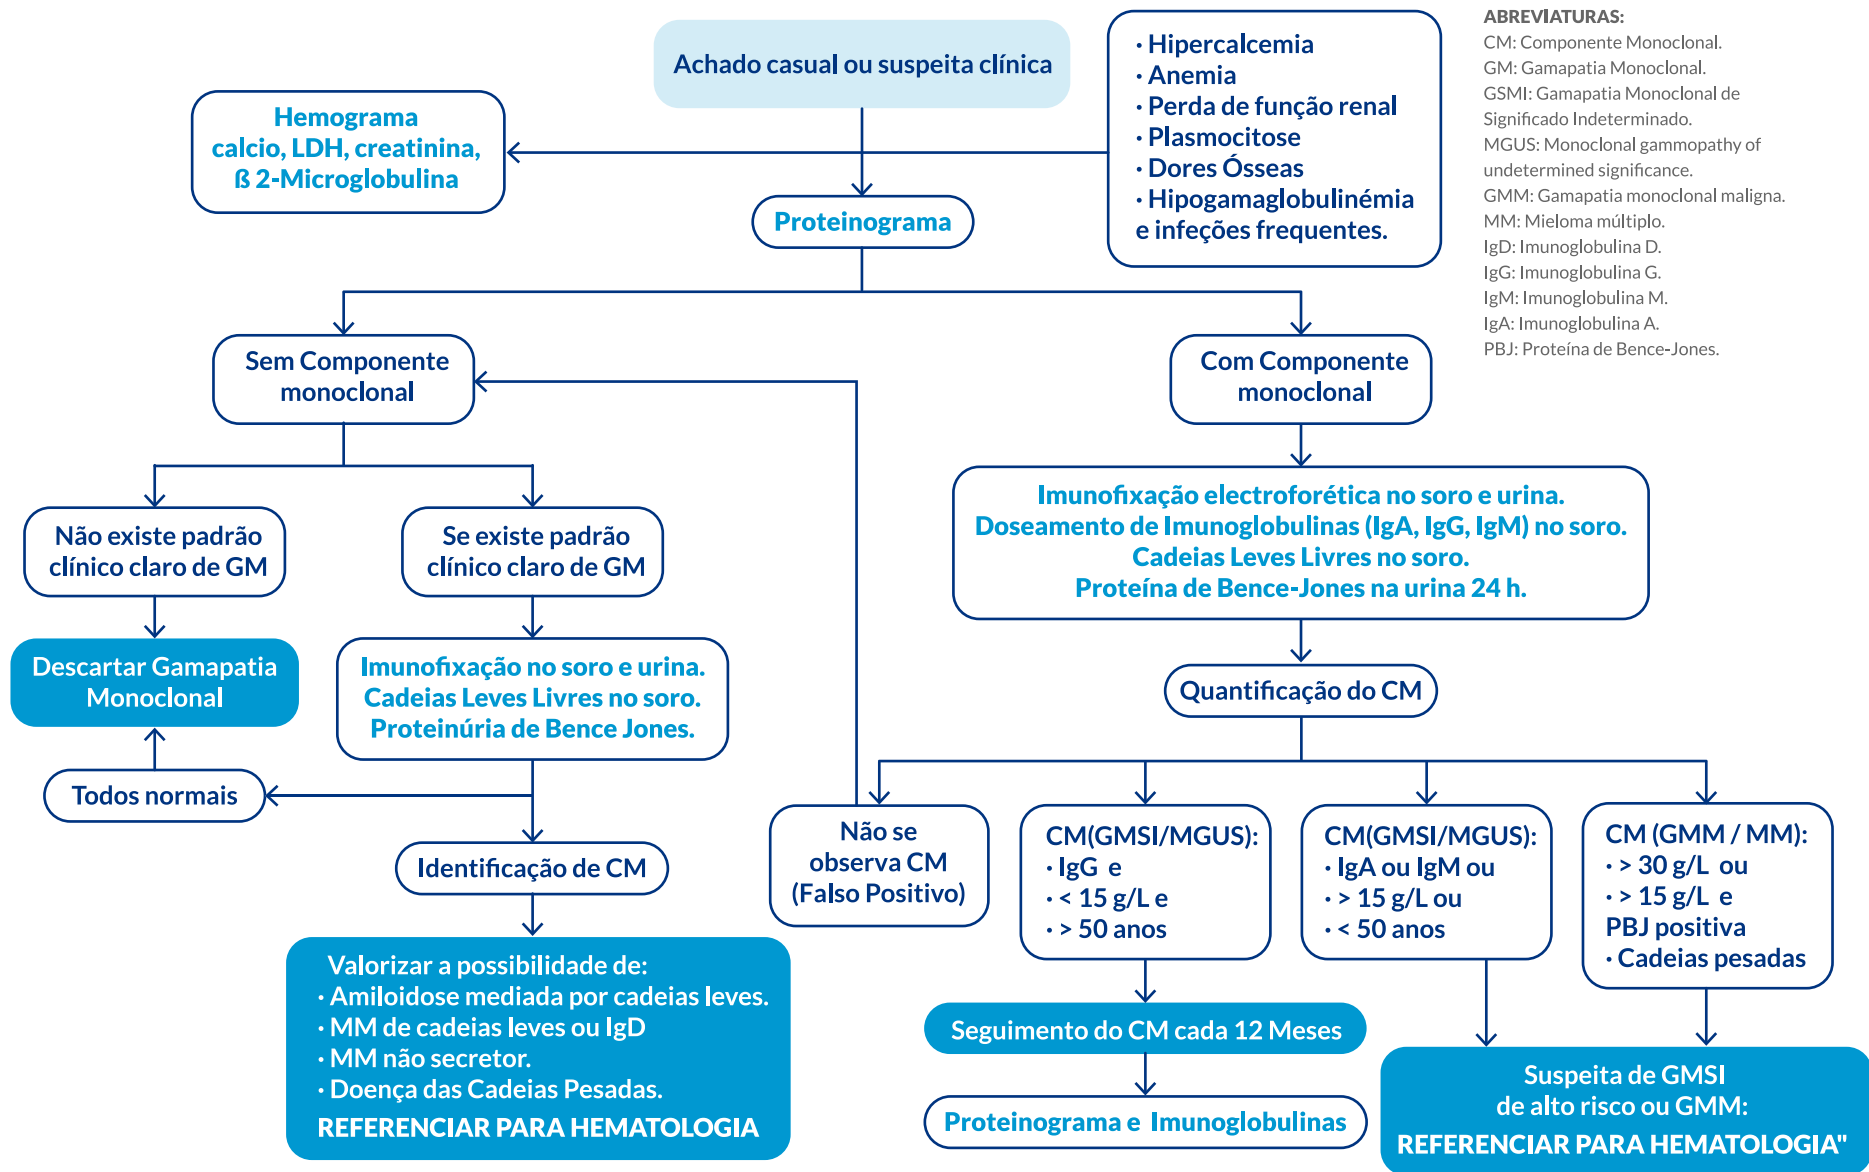 Achado casual ou suspeita clínica
· Hipercalcemia
· Anemia
· Perda de função renal
· Plasmocitose
· Dores Ósseas
· Hipogamaglobulinémia
e infeções frequentes.
ABREVIATURAS:
CM: Componente Monoclonal.
GM: Gamapatia Monoclonal.
GSMI: Gamapatia Monoclonal de
Significado Indeterminado.
MGUS: Monoclonal gammopathy of
undetermined significance.
GMM: Gamapatia monoclonal maligna.
MM: Mieloma múltiplo.
IgD: Imunoglobulina D.
IgG: Imunoglobulina G.
IgM: Imunoglobulina M.
IgA: Imunoglobulina A.
PBJ: Proteína de Bence-Jones.
Hemograma
calcio, LDH, creatinina,
ß 2-Microglobulina
Proteinograma
Sem Componente
monoclonal
Com Componente
monoclonal
Não existe padrão
clínico claro de GM
Se existe padrão
clínico claro de GM
Imunofixação electroforética no soro e urina.
Doseamento de Imunoglobulinas (IgA, IgG, IgM) no soro.
Cadeias Leves Livres no soro.
Proteína de Bence-Jones na urina 24 h.
Descartar Gamapatia
Monoclonal
Imunofixação no soro e urina.
Cadeias Leves Livres no soro.
Proteinúria de Bence Jones.
Quantificação do CM
Todos normais
Identificação de CM
Não se
observa CM
(Falso Positivo)
CM(GMSI/MGUS):
· IgG e
· < 15 g/L e
· > 50 anos
CM(GMSI/MGUS):
· IgA ou IgM ou
· > 15 g/L ou
· < 50 anos
CM (GMM / MM):
· > 30 g/L ou
· > 15 g/L e
PBJ positiva
· Cadeias pesadas
Valorizar a possibilidade de:
· Amiloidose mediada por cadeias leves.
· MM de cadeias leves ou IgD
· MM não secretor.
· Doença das Cadeias Pesadas.
REFERENCIAR PARA HEMATOLOGIA
Seguimento do CM cada 12 Meses
Proteinograma e Imunoglobulinas
Suspeita de GMSI
de alto risco ou GMM:
REFERENCIAR PARA HEMATOLOGIA"